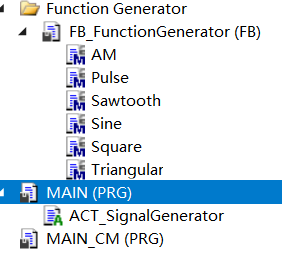 Function Generator
FB_FunctionGenerator (FB)
AM
Pulse
Sawtooth
Sine
Square
Triangular
MAIN (PRG)
ACT_SignalGenerator
MAIN_CM (PRG)